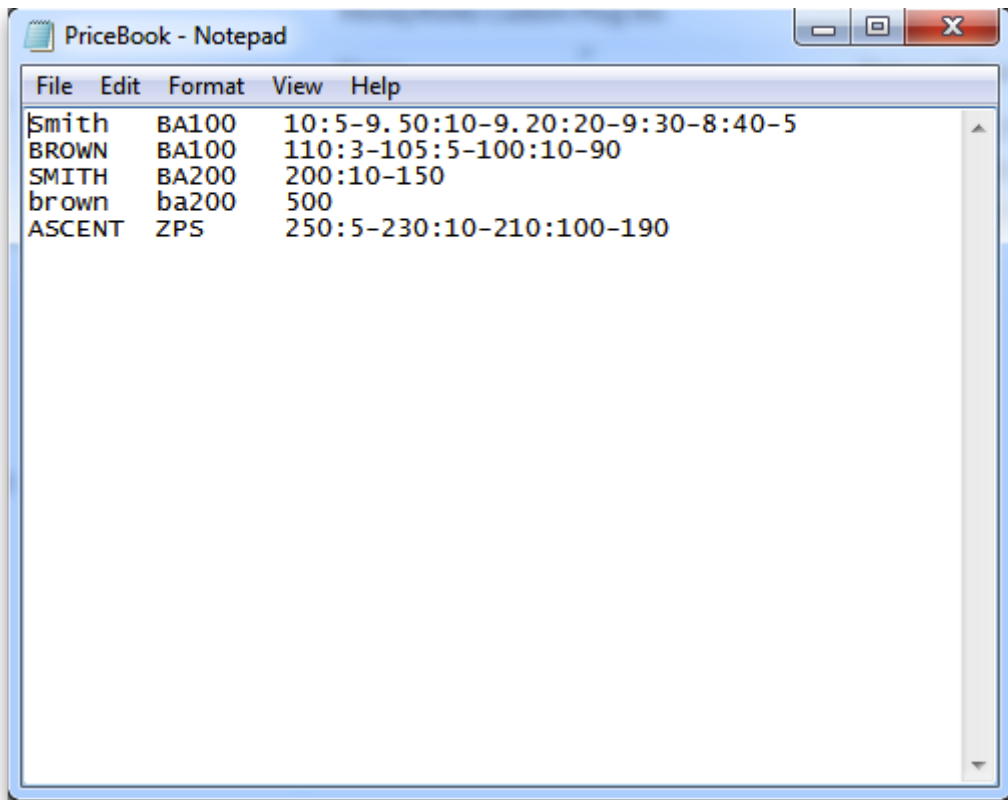 PriceBook - Notepad
File Edit Format View Help
Smith BA100 10:5-9.50:10-9.20:20-9:30-8:40-5
BROWN BA100 110:3-105:5-100:10-90
SMITH BA200 200:10-150
brown ba200 500
ASCENT ZPS 250:5-230:10-210:100-190